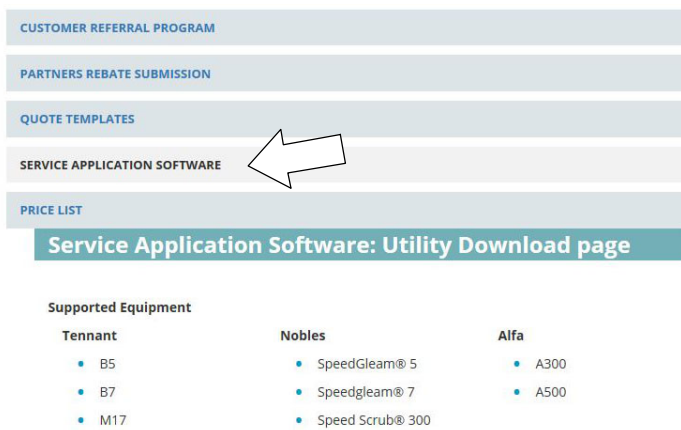 CUSTOMER REFERRAL PROGRAM
PARTNERS REBATE SUBMISSION
QUOTE TEMPLATES
SERVICE APPLICATION SOFTWARE
PRICE LIST
Service Application Software: Utility Download page
Supported Equipment
Tennant Nobles Alfa
• B5 • SpeedGleam® 5 • A300
• B7 • Speedgleam® 7 • A500
• M17 • Speed Scrub® 300